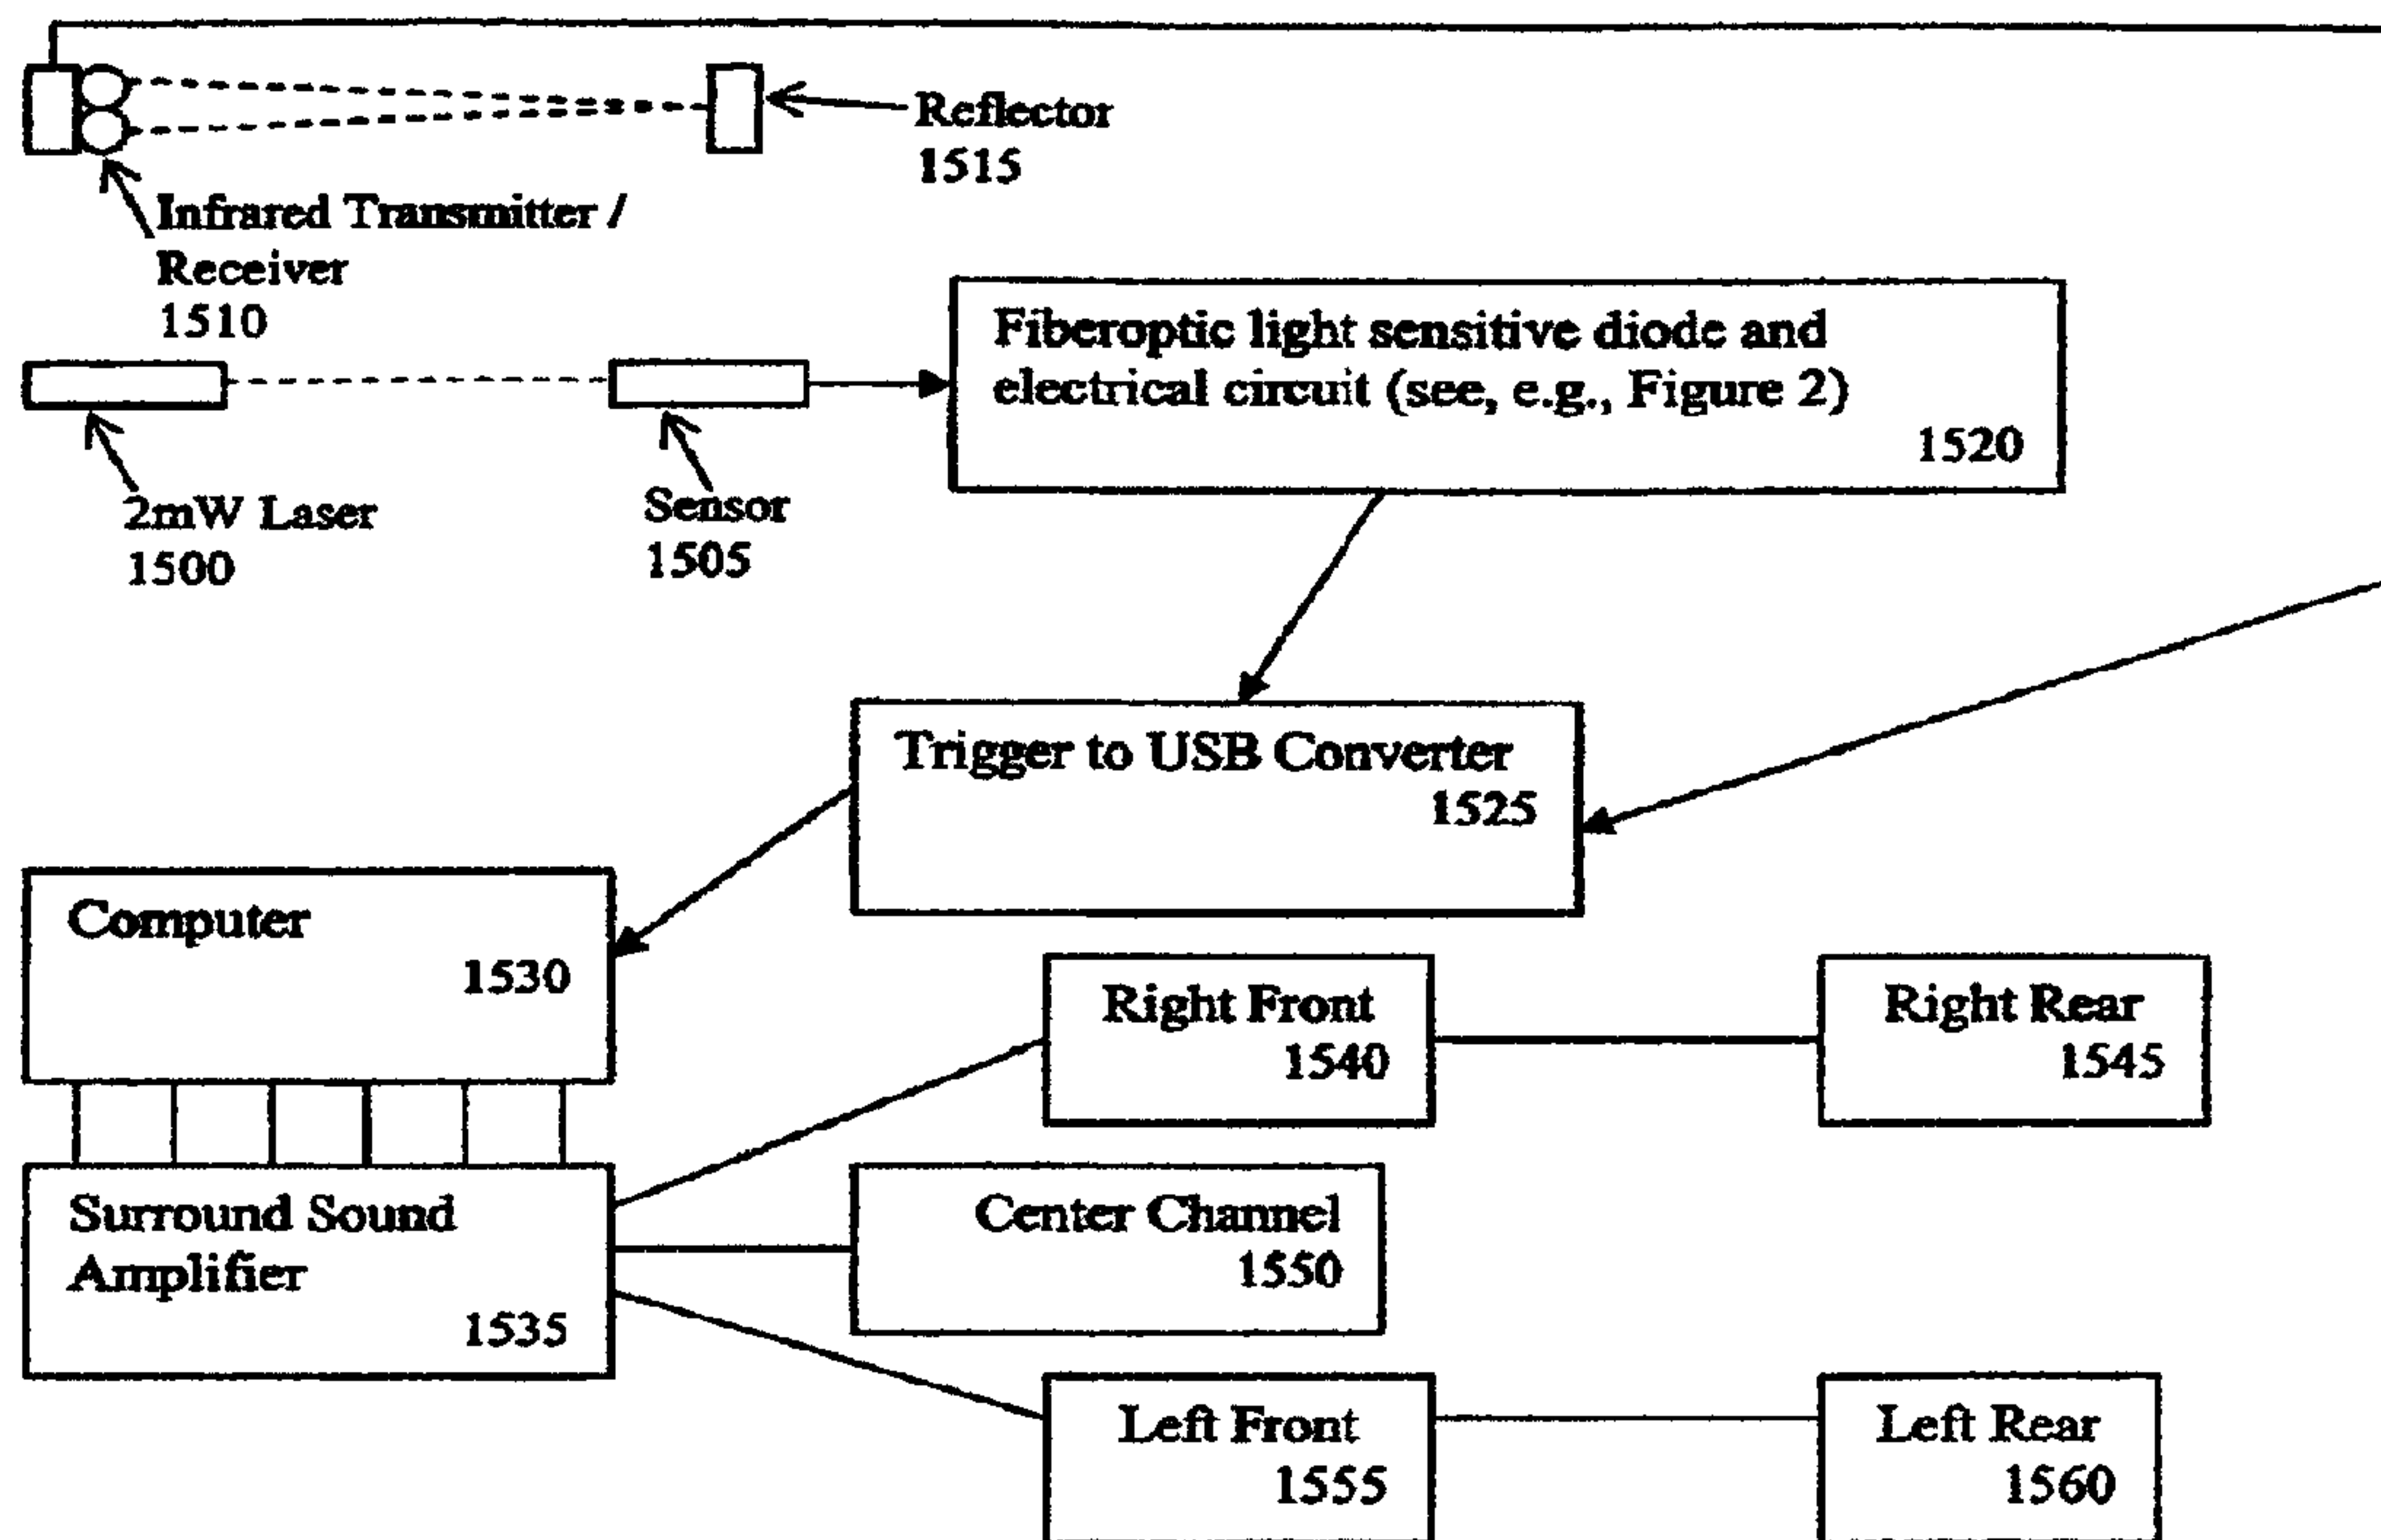 Reflector
1515
Infrared Transmitter /
Receiver
1510
Fiberoptic light sensitive diode and
electrical circuit (see, e.g., Figure 2)
1520
2mW Laser
1500
Sensor
1505
Trigger to USB Converter
1525
Computer
1530
Right Front
1540
Right Rear
1545
Surround Sound
Amplifier
1535
Center Channel
1550
Left Front
1555
Left Rear
1560